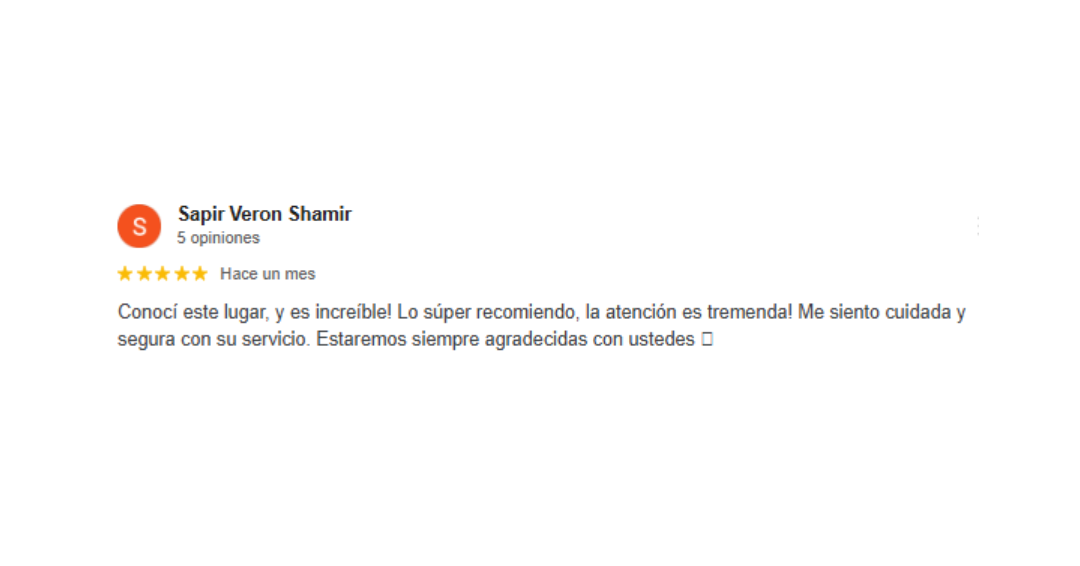 S
Sapir Veron Shamir
5 opiniones
Hace un mes
Conocí este lugar, y es increíble! Lo súper recomiendo, la atención es tremenda! Me siento cuidada y
segura con su servicio. Estaremos siempre agradecidas con ustedes